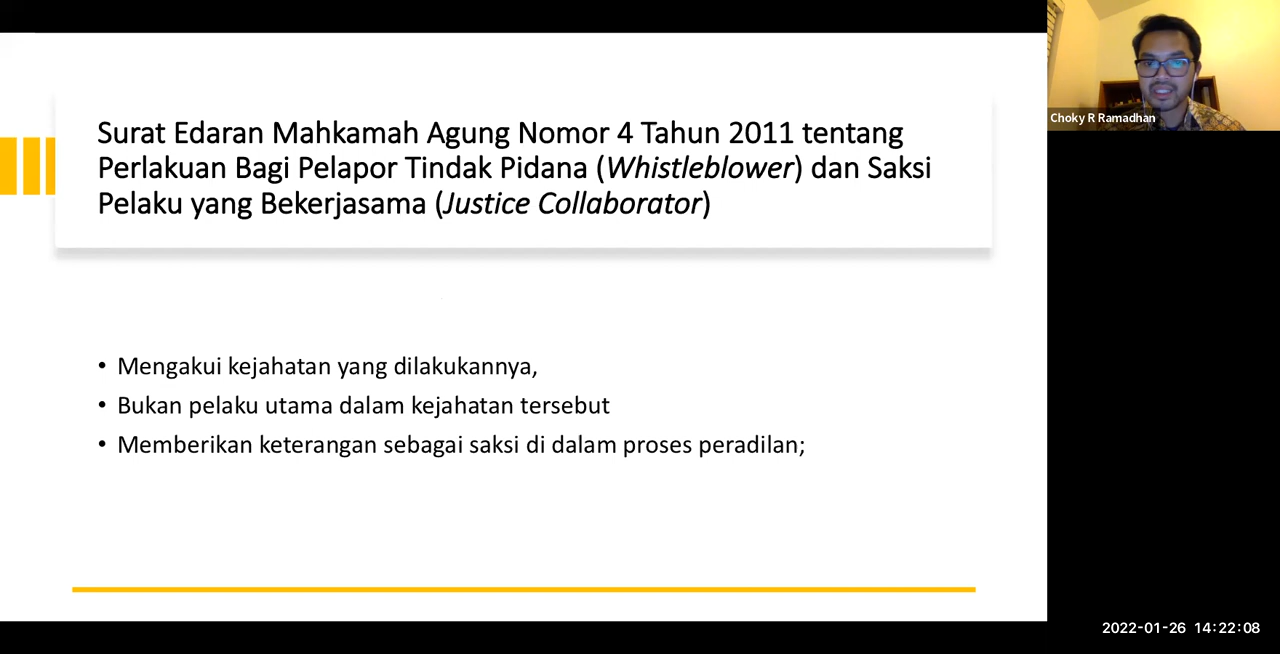 Surat Edaran Mahkamah Agung Nomor 4 Tahun 2011 tentang
Perlakuan Bagi Pelapor Tindak Pidana (Whistleblower) dan Saksi
Pelaku yang Bekerjasama (Justice Collaborator)
• Mengakui kejahatan yang dilakukannya,
• Bukan pelaku utama dalam kejahatan tersebut
• Memberikan keterangan sebagai saksi di dalam proses peradilan;
Choky R Ramadhan
2022-01-26 14:22:08